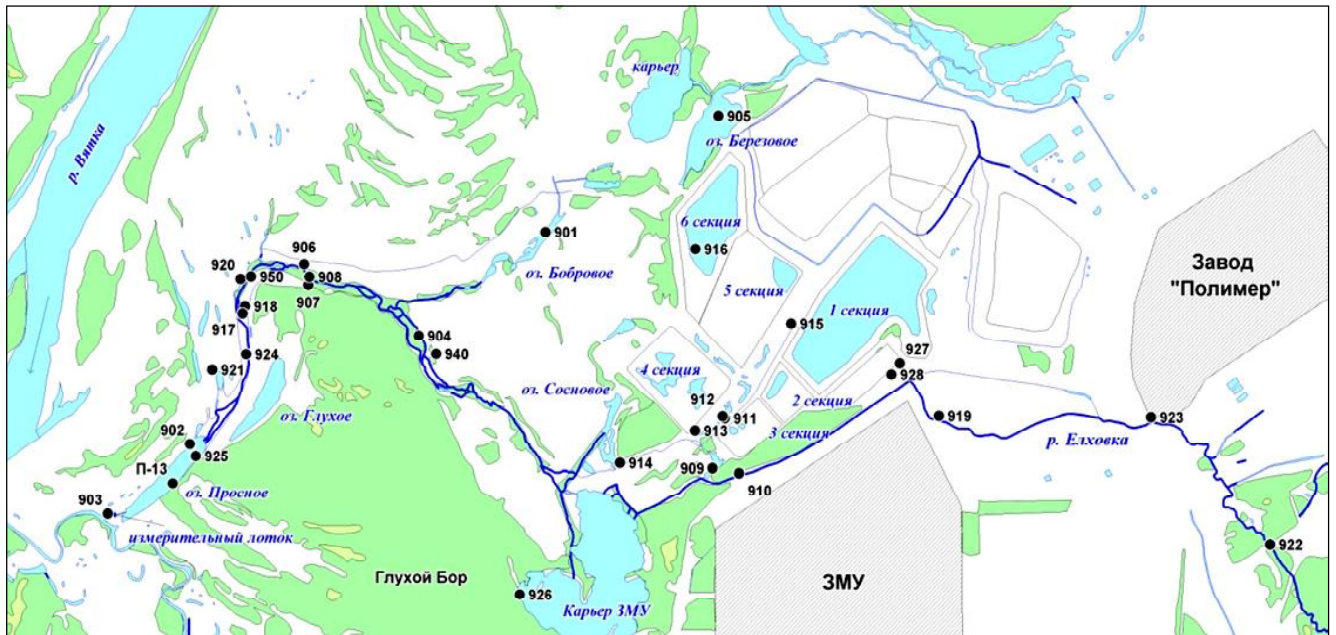 карьер
905
р. Вятка
оз. Березовое
901
6 секция
916
906
оз. Бобровое
Завод
"Полимер"
920
950
908
907
5 секция
1 секция
918
917
915
904
924
940
927
921
4 секция
928
оз. Сосновое
912
2 секция
оз. Глухое
911
919
923
902
913
3 секция
р. Елховка
925
914
П-13
909
910
оз. Просное
903
измерительный лоток
922
Глухой Бор
ЗМУ
926
Карьер ЗМУ